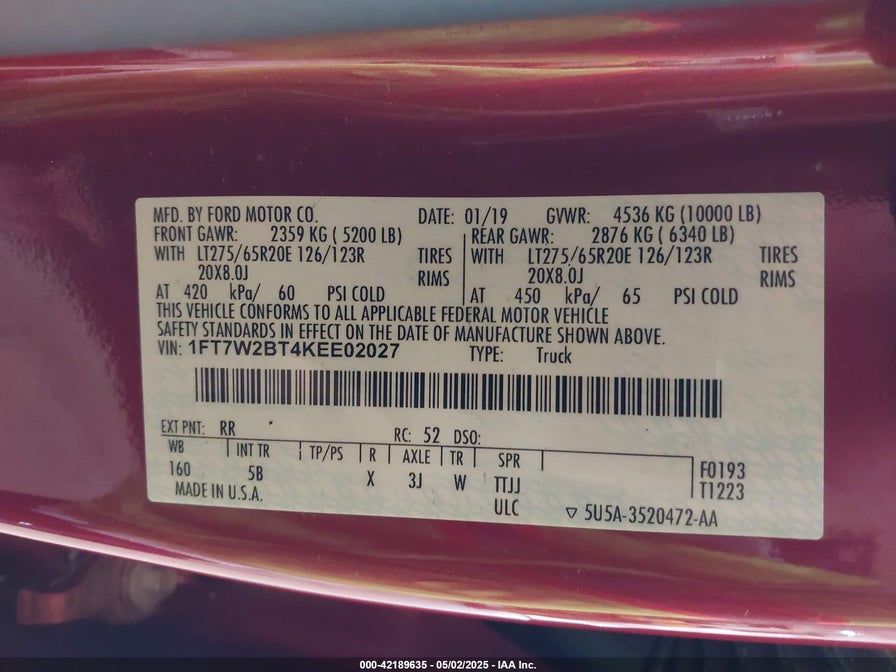 MFD. BY FORD MOTOR CO. DATE: 01/19 GVWR: 4536 KG (10000 LB)
FRONT GAWR: 2359 KG ( 5200 LB) REAR GAWR: 2876 KG ( 6340 LB)
WITH LT275/65R20E 126/123R TIRES WITH LT275/65R20E 126/123R TIRES
20X8.0J RIMS 20X8.0J RIMS
AT 420 kPa/ 60 PSI COLD AT 450 kPa/ 65 PSI COLD
THIS VEHICLE CONFORMS TO ALL APPLICABLE FEDERAL MOTOR VEHICLE
SAFETY STANDARDS IN EFFECT ON THE DATE OF MANUFACTURE SHOWN ABOVE.
VIN: 1FT7W2BT4KEE02027 TYPE: Truck
EXT PNT: RR RC: 52 DSO:
WB INT TR TP/PS R AXLE TR SPR F0193
160 5B X 3J W TTJJ T1223
MADE IN U.S.A. ULC ▽ 5U5A-3520472-AA
000-42189635 - 05/02/2025 - IAA Inc.